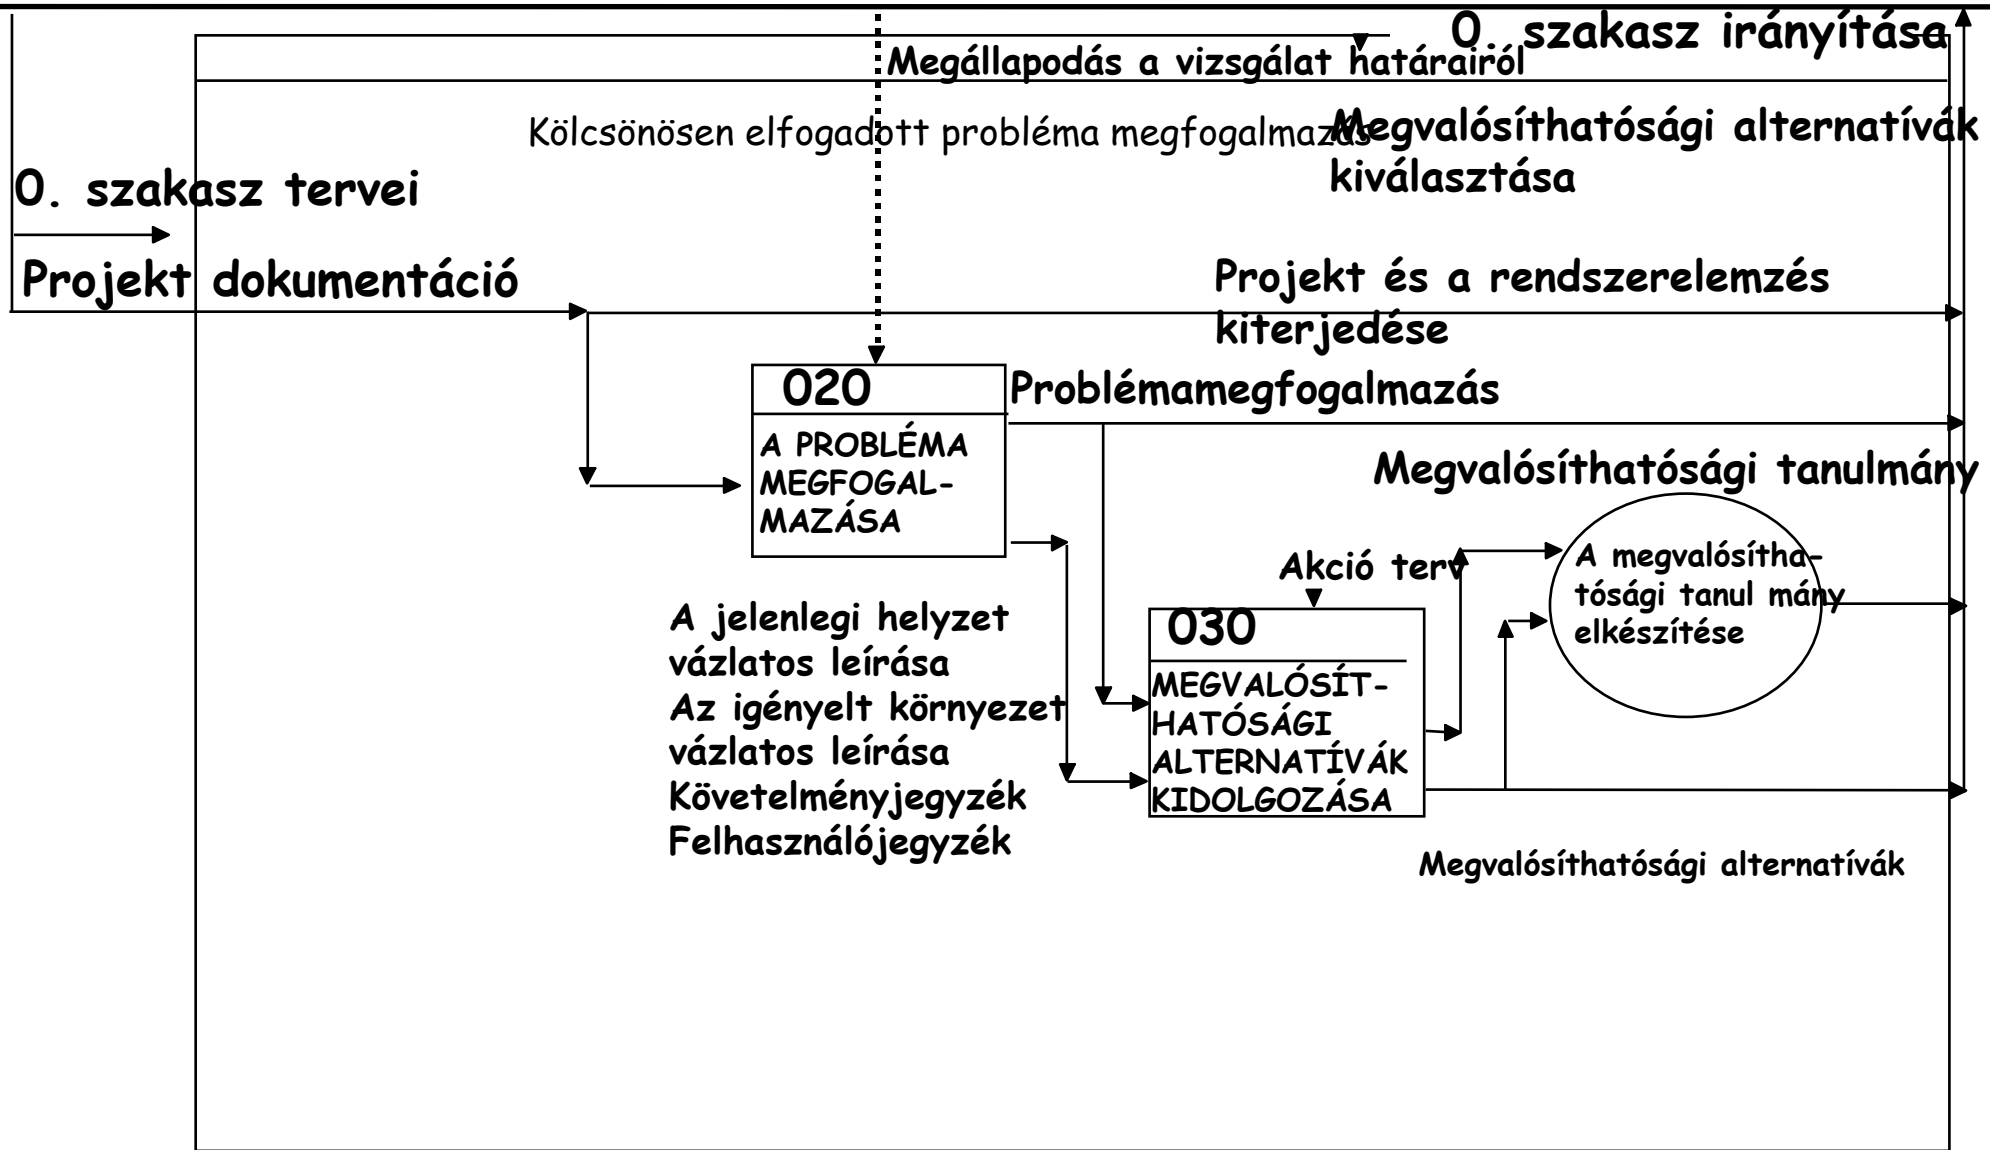 0. szakasz irányítása
Megállapodás a vizsgálat határairól
Kölcsönösen elfogadott probléma megfogalmazás
Megvalósíthatósági alternatívák
kiválasztása
0. szakasz tervei
Projekt dokumentáció
Projekt és a rendszerelemzés
kiterjedése
020
A PROBLÉMA
MEGFOGAL-
MAZÁSA
Problémamegfogalmazás
Megvalósíthatósági tanulmány
A megvalósítha-
tósági tanul mány
elkészítése
Akció terv
030
MEGVALÓSÍT-
HATÓSÁGI
ALTERNATÍVÁK
KIDOLGOZÁSA
A jelenlegi helyzet
vázlatos leírása
Az igényelt környezet
vázlatos leírása
Követelményjegyzék
Felhasználójegyzék
Megvalósíthatósági alternatívák